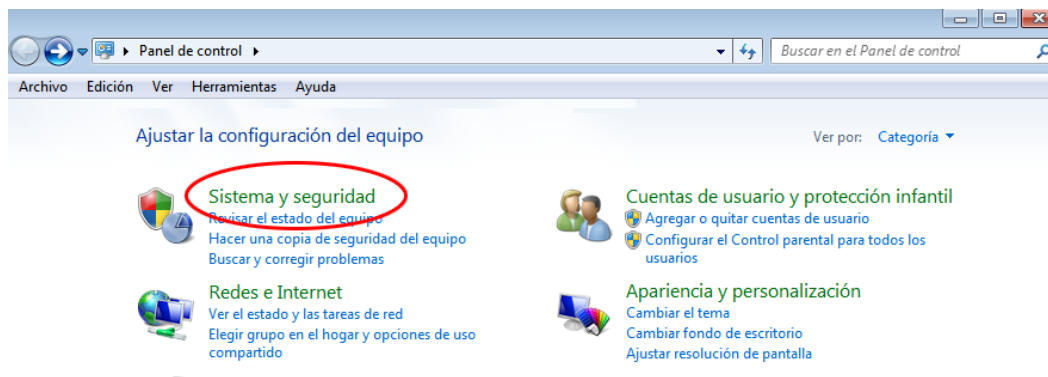 Panel de control
Buscar en el Panel de control
Archivo Edición Ver Herramientas Ayuda
Ajustar la configuración del equipo
Ver por: Categoría
Sistema y seguridad
Revisar el estado del equipo
Hacer una copia de seguridad del equipo
Buscar y corregir problemas
Redes e Internet
Ver el estado y las tareas de red
Elegir grupo en el hogar y opciones de uso
compartido
Cuentas de usuario y protección infantil
Agregar o quitar cuentas de usuario
Configurar el Control parental para todos los
usuarios
Apariencia y personalización
Cambiar el tema
Cambiar fondo de escritorio
Ajustar resolución de pantalla